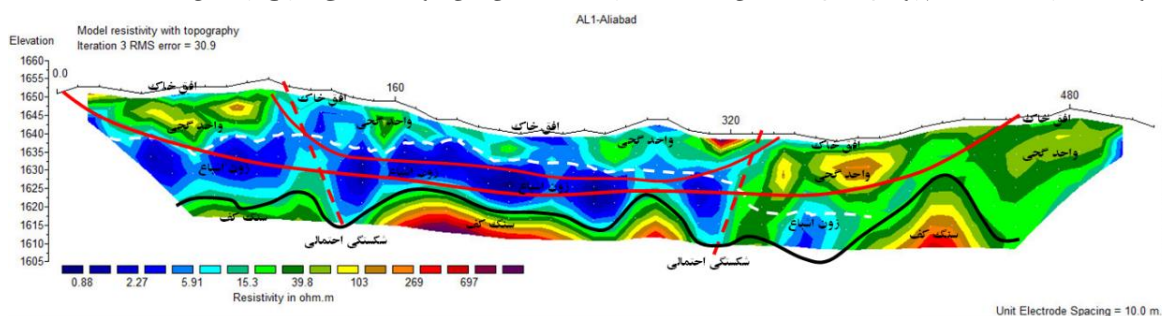 AL1-Aliabad
Model resistivity with topography
Elevation
Iteration 3 RMS error = 30.9
1660
1655
1650
1640
1635
1625
1620
1615
1610
1605
0.0
160
320
480
افق خاک
واحد گچی
افق خاک
واحد گچی
افق خاک
واحد گچی
افق خاک
واحد گچی
افق خاک
واحد گچی
زون اشباع
زون اشباع
زون اشباع
زون اشباع
سنگ کف
سنگ کف
سنگ کف
شکستگی احتمالی
شکستگی احتمالی
0.88 2.27 5.91 15.3 39.8 103 269 697
Resistivity in ohm.m
Unit Electrode Spacing = 10.0 m.